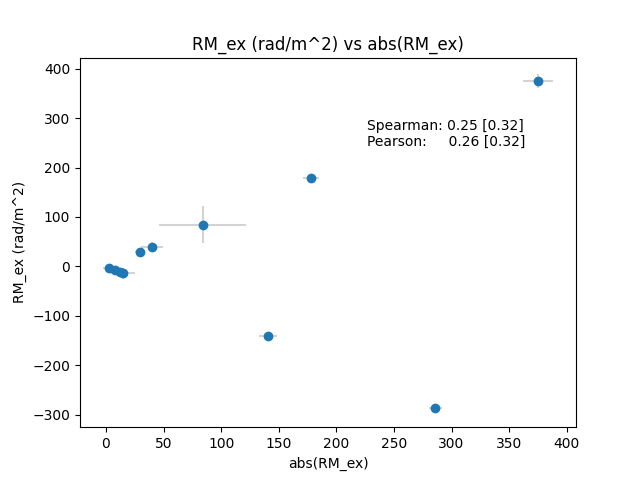 RM_ex (rad/m^2) vs abs(RM_ex)
400
300
200
100
0
−100
−200
−300
RM_ex (rad/m^2)
Spearman: 0.25 [0.32]
Pearson: 0.26 [0.32]
0 50 100 150 200 250 300 350 400
abs(RM_ex)